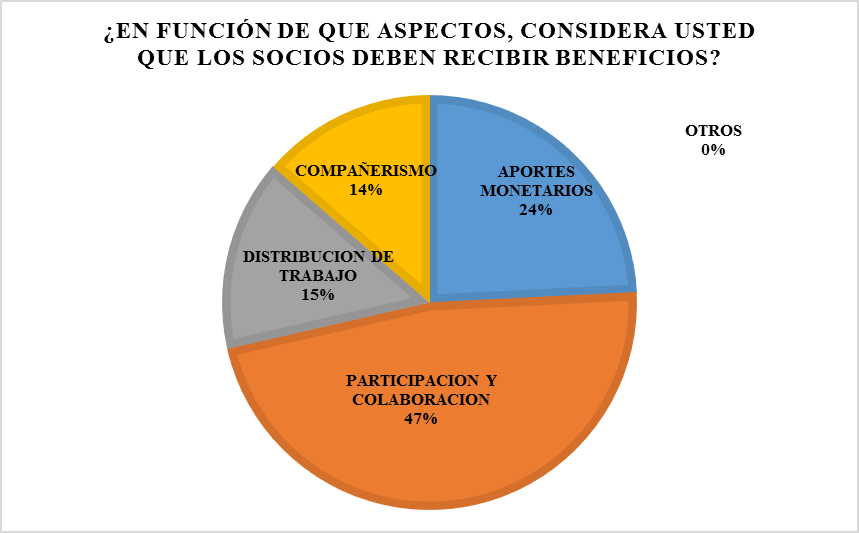 ¿EN FUNCIÓN DE QUE ASPECTOS, CONSIDERA USTED
QUE LOS SOCIOS DEBEN RECIBIR BENEFICIOS?
OTROS
0%
APORTES
MONETARIOS
24%
COMPAÑERISMO
14%
DISTRIBUCION DE
TRABAJO
15%
PARTICIPACION Y
COLABORACION
47%